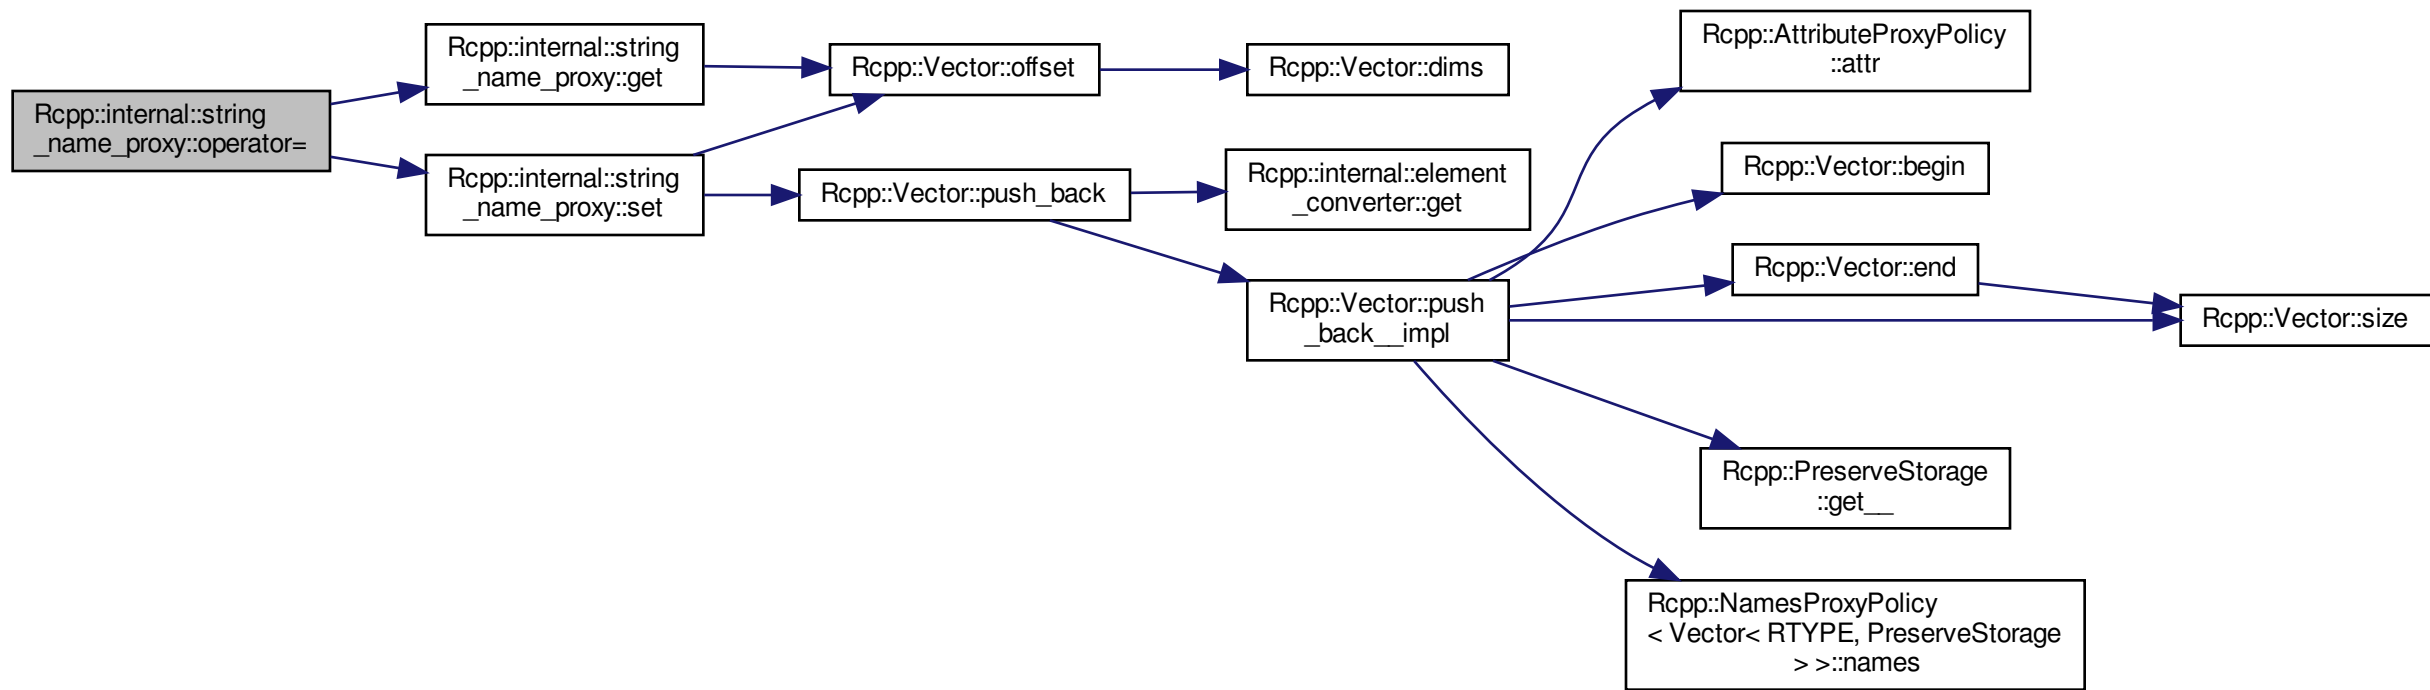 Rcpp::internal::string
_name_proxy::operator=
Rcpp::internal::string
_name_proxy::get
Rcpp::internal::string
_name_proxy::set
Rcpp::Vector::offset
Rcpp::Vector::push_back
Rcpp::Vector::dims
Rcpp::internal::element
_converter::get
Rcpp::Vector::push
_back__impl
Rcpp::AttributeProxyPolicy
::attr
Rcpp::Vector::begin
Rcpp::Vector::end
Rcpp::Vector::size
Rcpp::PreserveStorage
::get__
Rcpp::NamesProxyPolicy
< Vector< RTYPE, PreserveStorage
> >::names